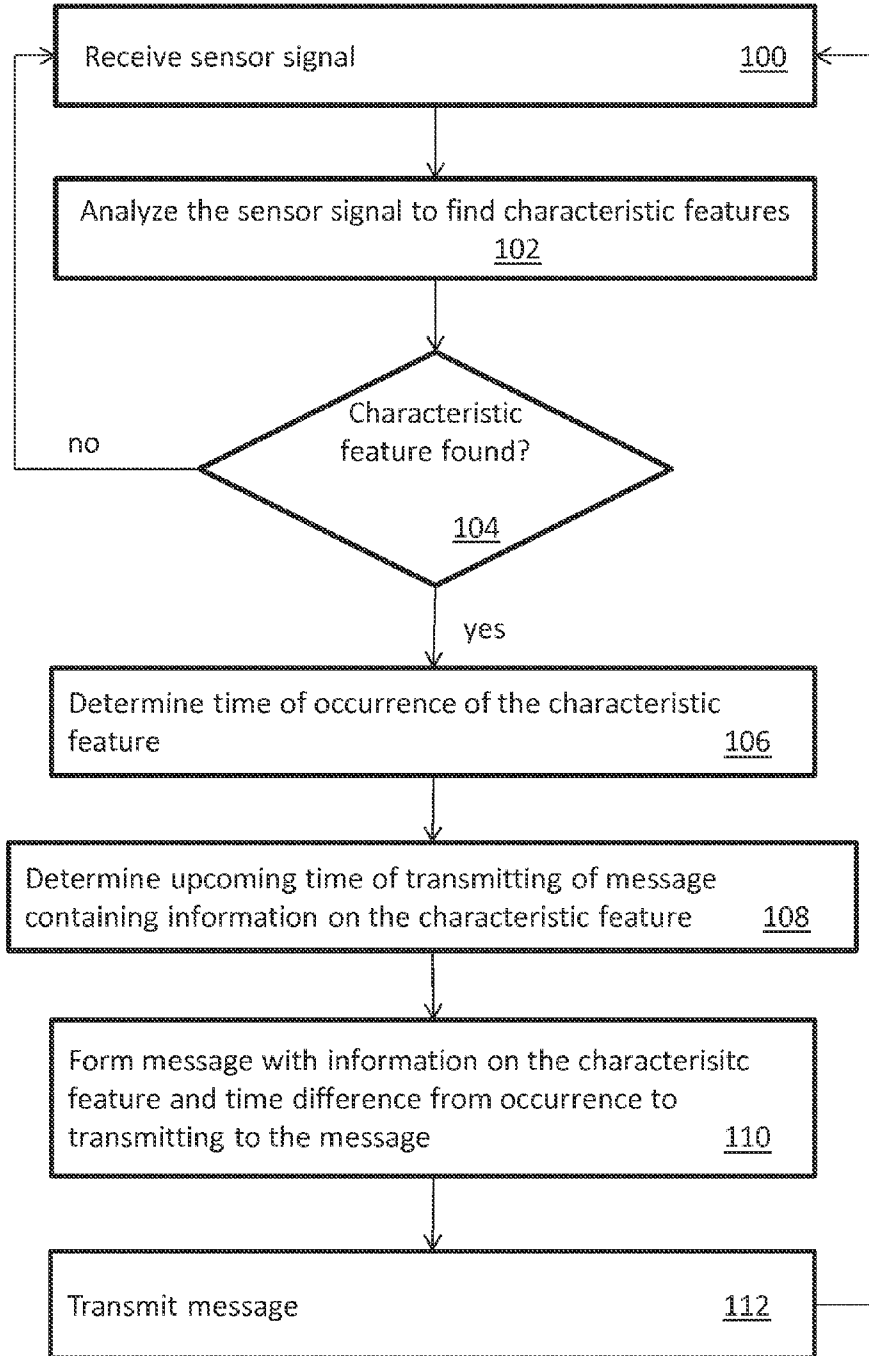 Receive sensor signal 100
Analyze the sensor signal to find characteristic features
102
Characteristic
feature found?
no
104
yes
Determine time of occurrence of the characteristic
feature 106
Determine upcoming time of transmitting of message
containing information on the characteristic feature 108
Form message with information on the characterisitc
feature and time difference from occurrence to
transmitting to the message 110
Transmit message 112